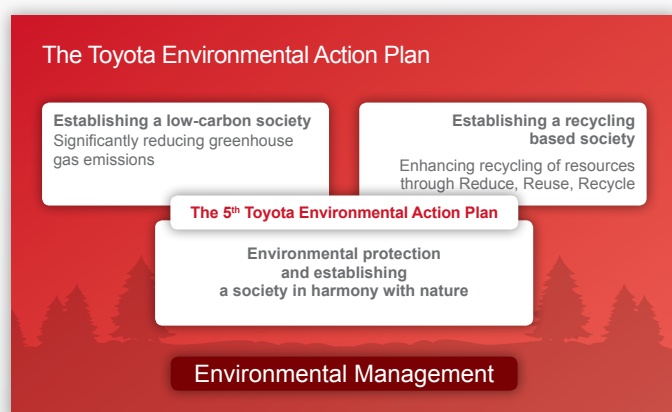 The Toyota Environmental Action Plan
Establishing a low-carbon society
Significantly reducing greenhouse
gas emissions
Establishing a recycling
based society
Enhancing recycling of resources
through Reduce, Reuse, Recycle
The 5th Toyota Environmental Action Plan
Environmental protection
and establishing
a society in harmony with nature
Environmental Management